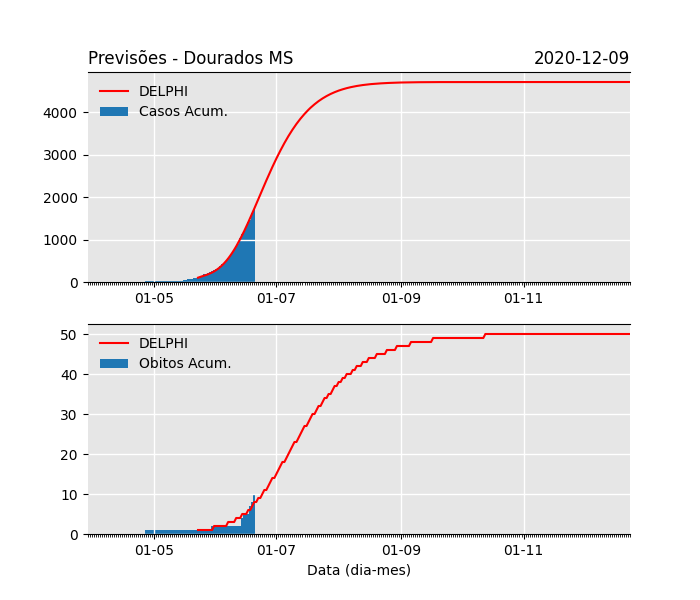 Previsões - Dourados MS 2020-12-09
DELPHI
Casos Acum.
4000
3000
2000
1000
0
01-05 01-07 01-09 01-11
DELPHI
Obitos Acum.
50
40
30
20
10
0
01-05 01-07 01-09 01-11
Data (dia-mes)